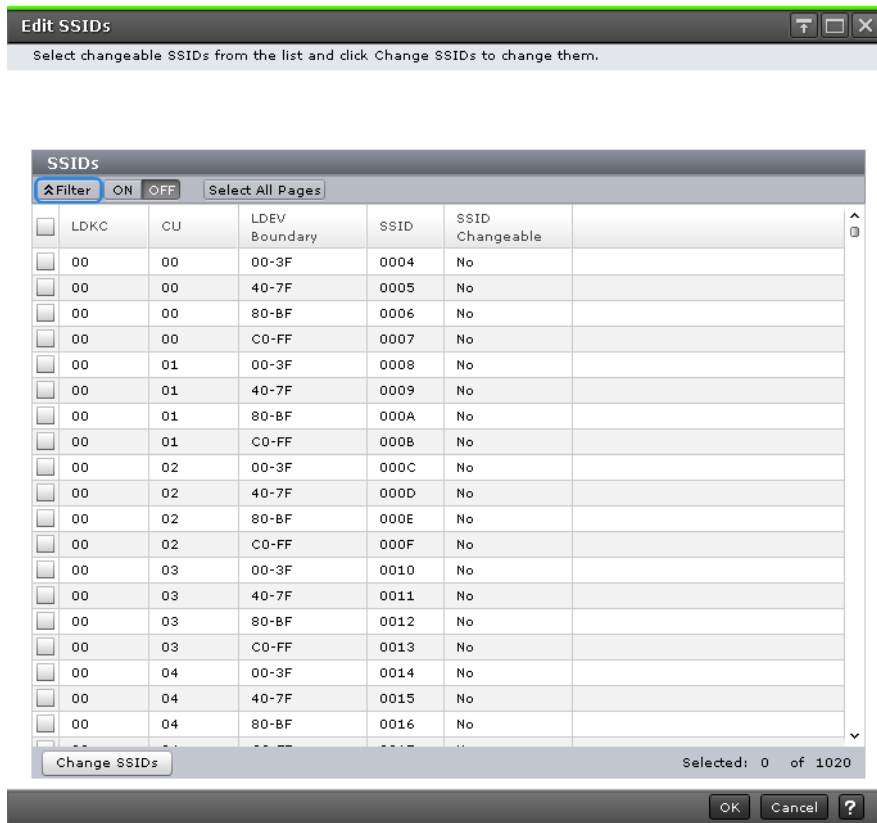 Edit SSIDs
Select changeable SSIDs from the list and click Change SSIDs to change them.
SSIDs
Filter ON OFF Select All Pages
LDKC CU LDEV Boundary SSID SSID Changeable
00 00 00-3F 0004 No
00 00 40-7F 0005 No
00 00 80-BF 0006 No
00 00 C0-FF 0007 No
00 01 00-3F 0008 No
00 01 40-7F 0009 No
00 01 80-BF 000A No
00 01 C0-FF 000B No
00 02 00-3F 000C No
00 02 40-7F 000D No
00 02 80-BF 000E No
00 02 C0-FF 000F No
00 03 00-3F 0010 No
00 03 40-7F 0011 No
00 03 80-BF 0012 No
00 03 C0-FF 0013 No
00 04 00-3F 0014 No
00 04 40-7F 0015 No
00 04 80-BF 0016 No
Change SSIDs Selected: 0 of 1020
OK Cancel ?